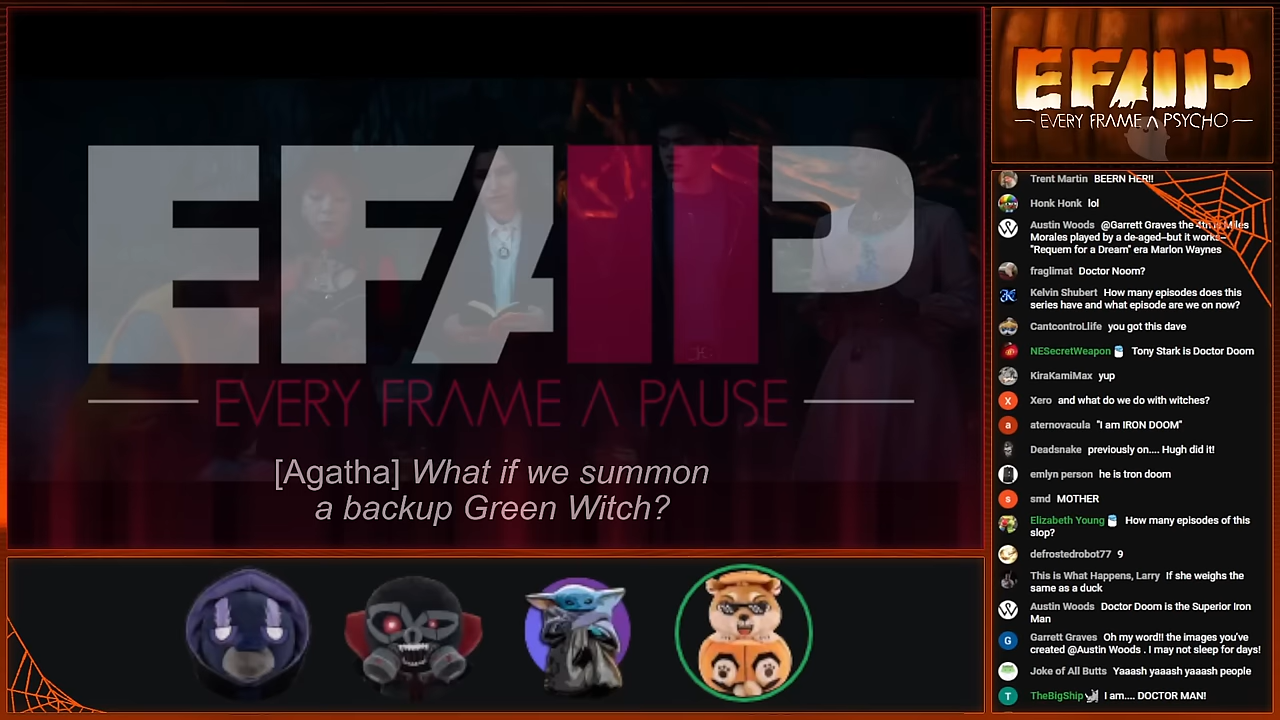 EFAIIP
EVERY FRAME A PAUSE
[Agatha] What if we summon
a backup Green Witch?
EFAIIP
EVERY FRAME A PSYCHO
Trent Martin BEERN HER!!
Honk Honk lol
Austin Woods @Garrett Graves the 4th is Miles
Morales played by a de-aged–but it works–
"Requem for a Dream" era Marlon Waynes
fraglimat Doctor Noom?
Kelvin Shubert How many episodes does this
series have and what episode are we on now?
CantcontroLlife you got this dave
NESecretWeapon Tony Stark is Doctor Doom
KiraKamiMax yup
Xero and what do we do with witches?
aternovacula "I am IRON DOOM"
Deadsnake previously on.... Hugh did it!
emlyn person he is tron doom
smd MOTHER
Elizabeth Young How many episodes of this
slop?
defrostedrobot77 9
This is What Happens, Larry If she weighs the
same as a duck
Austin Woods Doctor Doom is the Superior Iron
Man
Garrett Graves Oh my word!! the images you've
created @Austin Woods . I may not sleep for days!
Joke of All Butts Yaaash yaaash yaaash people
TheBigShip I am.... DOCTOR MAN!